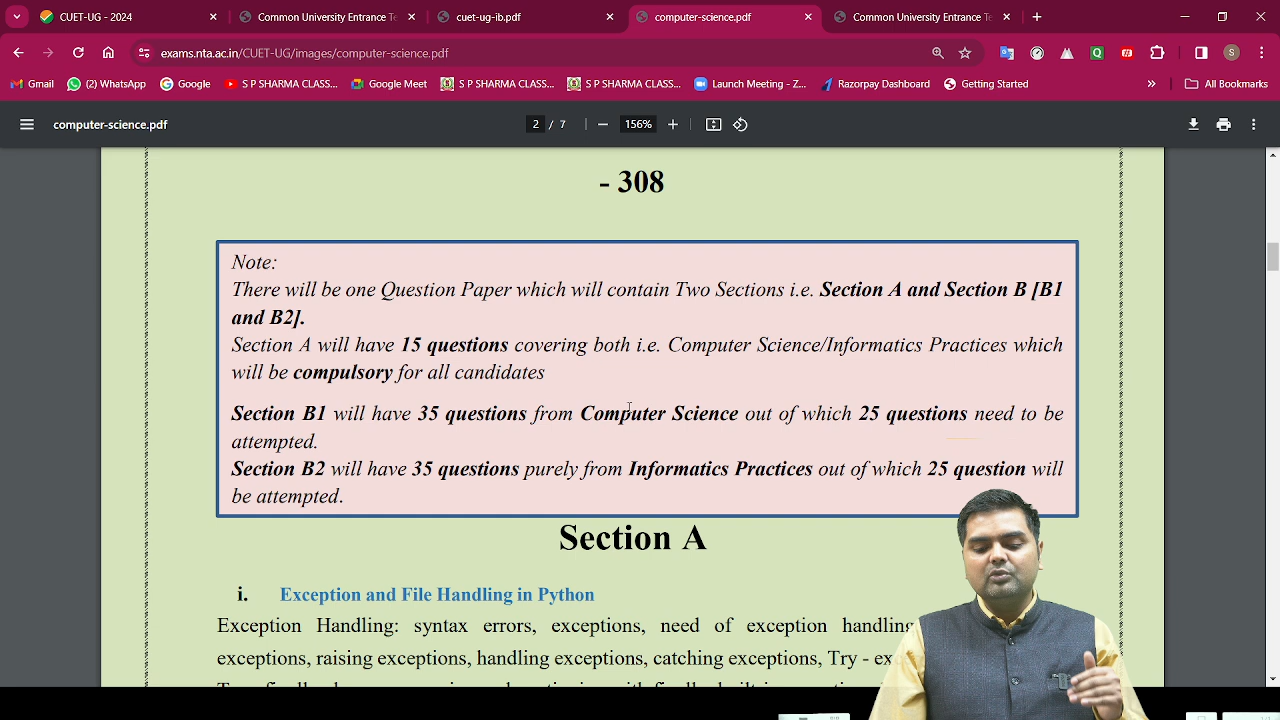 CUET-UG - 2024
Common University Entrance Te
cuet-ug-ib.pdf
computer-science.pdf
Common University Entrance Te
exams.nta.ac.in/CUET-UG/images/computer-science.pdf
S
Gmail
(2) WhatsApp
Google
S P SHARMA CLASS...
Google Meet
S P SHARMA CLASS...
S P SHARMA CLASS...
Launch Meeting - Z...
Razorpay Dashboard
Getting Started
All Bookmarks
computer-science.pdf
2 / 7
156%
- 308
Note:
There will be one Question Paper which will contain Two Sections i.e. Section A and Section B [B1
and B2].
Section A will have 15 questions covering both i.e. Computer Science/Informatics Practices which
will be compulsory for all candidates
Section B1 will have 35 questions from Computer Science out of which 25 questions need to be
attempted.
Section B2 will have 35 questions purely from Informatics Practices out of which 25 question will
be attempted.
Section A
i. Exception and File Handling in Python
Exception Handling: syntax errors, exceptions, need of exception handling
exceptions, raising exceptions, handling exceptions, catching exceptions, Try -